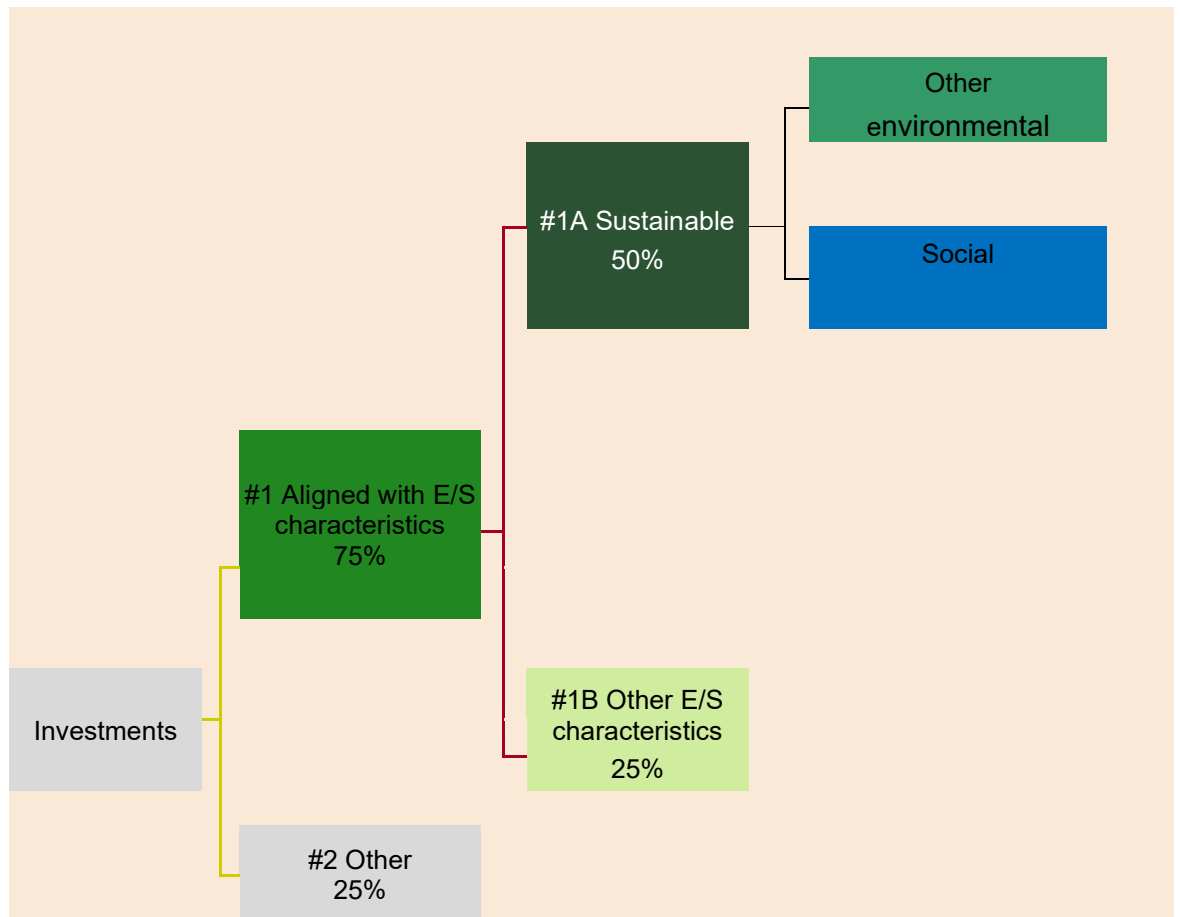 Other
environmental
#1A Sustainable
50%
Social
#1 Aligned with E/S
characteristics
75%
#1B Other E/S
characteristics
25%
Investments
#2 Other
25%